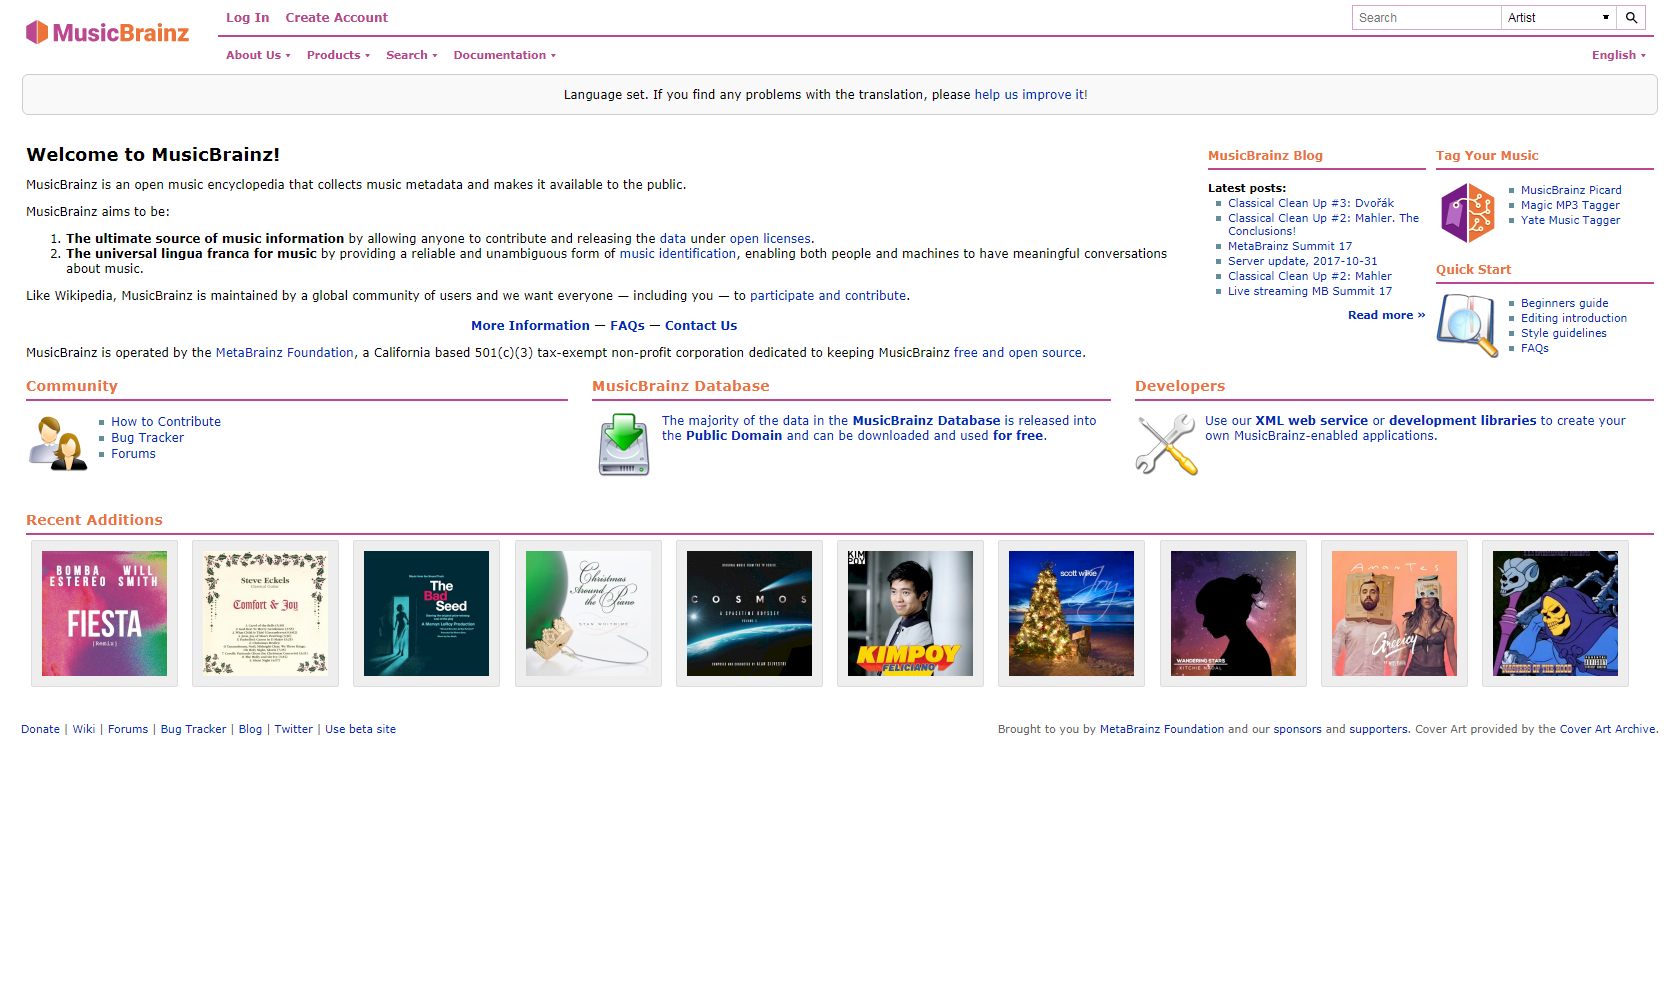 MusicBrainz
Log In Create Account
Search Artist
About Us Products Search Documentation
English
Language set. If you find any problems with the translation, please help us improve it!
Welcome to MusicBrainz!
MusicBrainz is an open music encyclopedia that collects music metadata and makes it available to the public.
MusicBrainz aims to be:
1. The ultimate source of music information by allowing anyone to contribute and releasing the data under open licenses.
2. The universal lingua franca for music by providing a reliable and unambiguous form of music identification, enabling both people and machines to have meaningful conversations
about music.
Like Wikipedia, MusicBrainz is maintained by a global community of users and we want everyone — including you — to participate and contribute.
More Information — FAQs — Contact Us
MusicBrainz is operated by the MetaBrainz Foundation, a California based 501(c)(3) tax-exempt non-profit corporation dedicated to keeping MusicBrainz free and open source.
MusicBrainz Blog
Latest posts:
Classical Clean Up #3: Dvořák
Classical Clean Up #2: Mahler. The
Conclusions!
MetaBrainz Summit 17
Server update, 2017-10-31
Classical Clean Up #2: Mahler
Live streaming MB Summit 17
Read more »
Tag Your Music
MusicBrainz Picard
Magic MP3 Tagger
Yate Music Tagger
Quick Start
Beginners guide
Editing introduction
Style guidelines
FAQs
Community
How to Contribute
Bug Tracker
Forums
MusicBrainz Database
The majority of the data in the MusicBrainz Database is released into
the Public Domain and can be downloaded and used for free.
Developers
Use our XML web service or development libraries to create your
own MusicBrainz-enabled applications.
Recent Additions
BOMBA WILL
ESTEREO SMITH
FIESTA
[Remix]
Steve Eckels
Comfort & Joy
The
Bad
Seed
A Mervyn LeRoy Production
Christmas
Around
the Piano
STAN WHITMIRE
COSMOS
A SPACETIME ODYSSEY
KIM
POY
KIMPOY
FELICIANO
scott wilkie
Joy
WANDERING STARS
RITCHIE NADAL
AMANTES
Greeicy
MASTERS OF THE HOOD
Donate | Wiki | Forums | Bug Tracker | Blog | Twitter | Use beta site
Brought to you by MetaBrainz Foundation and our sponsors and supporters. Cover Art provided by the Cover Art Archive.